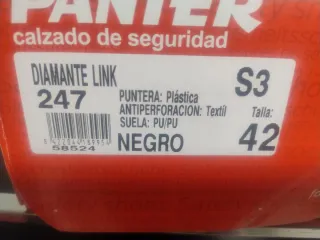 PANTER
calzado de seguridad
DIAMANTE LINK
S3
247
PUNTERA: Plástica
ANTIPERFORACION: Textil
Talla:
SUELA: PU/PU
58524
NEGRO
42